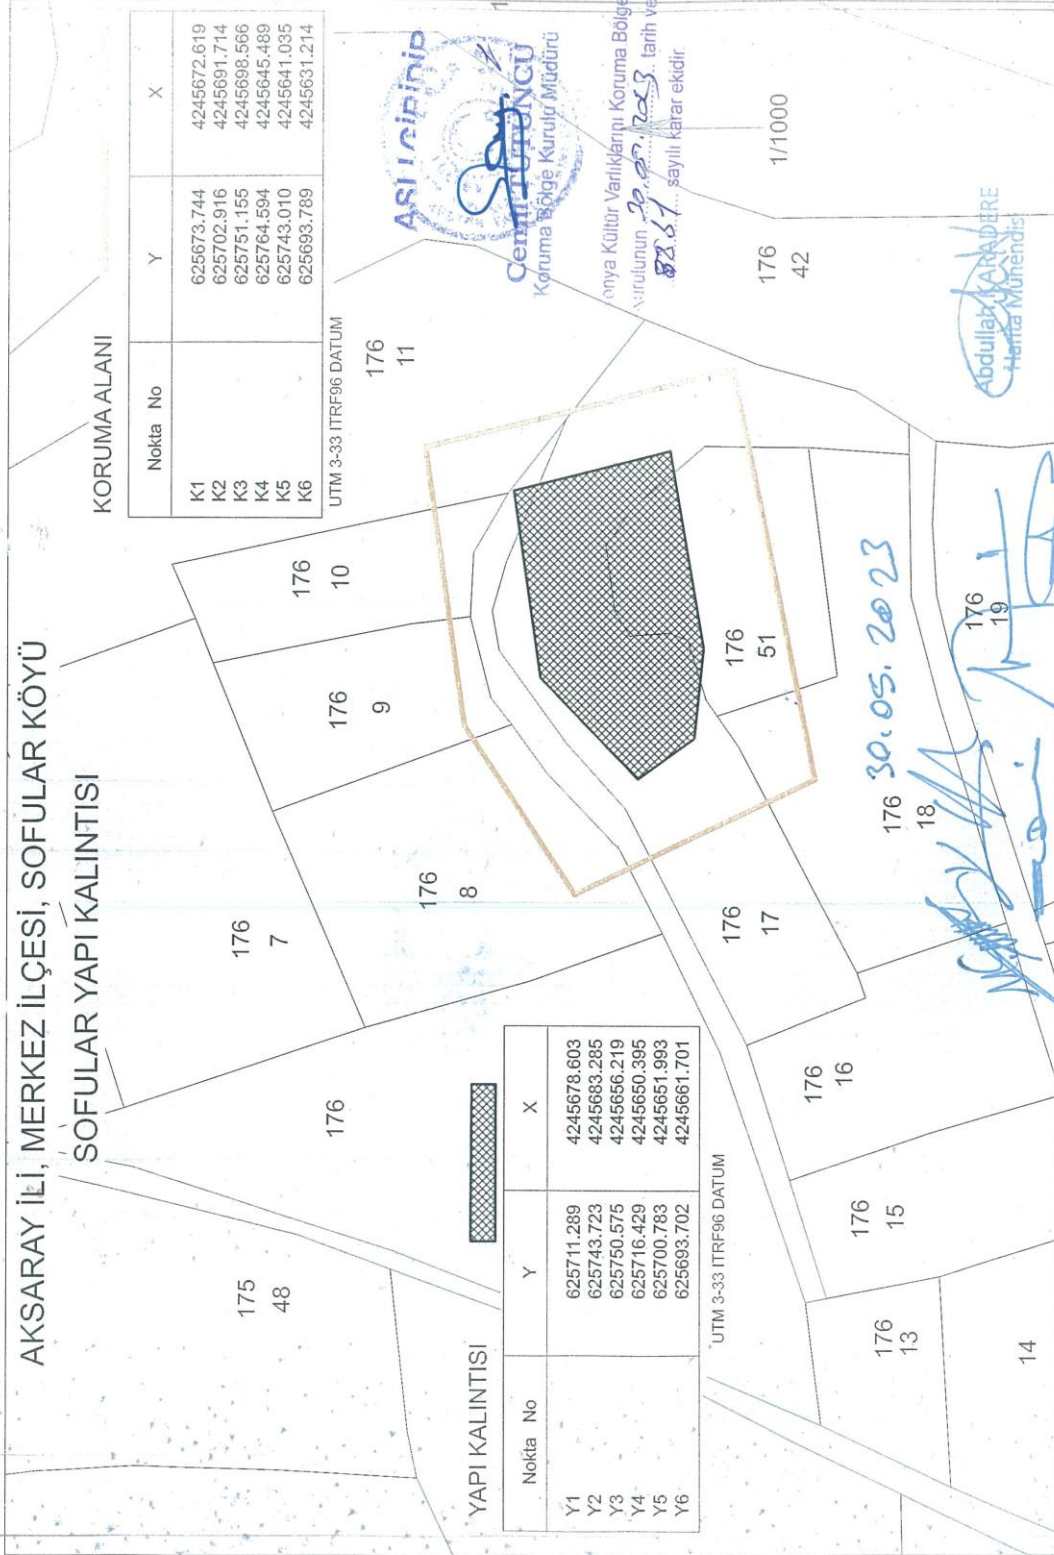 AKSARAY İLİ, MERKEZ İLÇESİ, SOFULAR KÖYÜ
SOFULAR YAPI KALINTISI
KORUMA ALANI
Nokta No Y X
K1 625673.744 4245672.619
K2 625702.916 4245691.714
K3 625751.155 4245698.566
K4 625764.594 4245645.489
K5 625743.010 4245641.035
K6 625693.789 4245631.214
UTM 3-33 ITRF96 DATUM
YAPI KALINTISI
Nokta No Y X
Y1 625711.289 4245678.603
Y2 625743.723 4245683.285
Y3 625750.575 4245656.219
Y4 625716.429 4245650.395
Y5 625700.783 4245651.993
Y6 625693.702 4245661.701
UTM 3-33 ITRF96 DATUM
175
48
176
176
7
176
8
176
9
176
10
176
11
176
51
176
42
176
17
176
16
176
15
176
13
14
176
18
176
19
1/1000
ASLI GİBİDİR
Cemil TÜTÜNCÜ
Koruma Bölge Kurulu Müdürü
onya Kültür Varlıklarını Koruma Bölge
urulunun 30.05.2023 tarih ve
sayılı karar ekidir
30.05.2023
Abdullah KARADERE
Harita Mühendisi